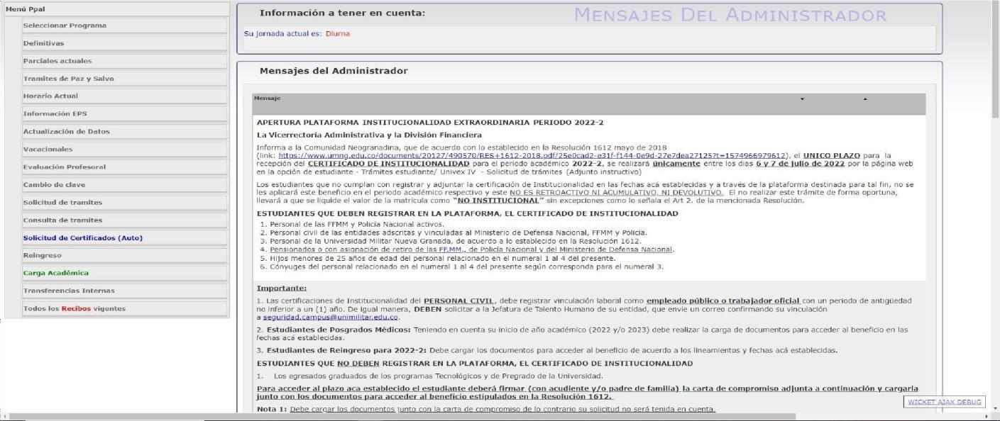 Menú Ppal
Seleccionar Programa
Definitivas
Parciales actuales
Tramites de Paz y Salvo
Horario Actual
Información EPS
Actualización de Datos
Vacacionales
Evaluación Profesoral
Cambio de clave
Solicitud de tramites
Consulta de tramites
Solicitud de Certificados (Auto)
Reingreso
Carga Académica
Transferencias Internas
Todos los Recibos vigentes
Información a tener en cuenta:
MENSAJES DEL ADMINISTRADOR
Su jornada actual es: Diurna
Mensajes del Administrador
Mensaje
APERTURA PLATAFORMA INSTITUCIONALIDAD EXTRAORDINARIA PERIODO 2022-2
La Vicerrectoría Administrativa y la División Financiera
Informa a la Comunidad Neogranadina, que de acuerdo con lo establecido en la Resolución 1612 mayo de 2018
(link: https://www.umng.edu.co/documents/20127/490570/RES+1612-2018.pdf/25e0cad2-e31f-f144-0e9d-27e7dea27125?t=1574966979612), el UNICO PLAZO para la
recepción del CERTIFICADO DE INSTITUCIONALIDAD para el periodo académico 2022-2, se realizará únicamente entre los dias 6 y 7 de julio de 2022 por la página web
en la opción de estudiante - Trámites estudiante/ Univex IV - Solicitud de trámites (Adjunto instructivo)
Los estudiantes que no cumplan con registrar y adjuntar la certificación de Institucionalidad en las fechas acá establecidas y a través de la plataforma destinada para tal fin, no se
les aplicará este beneficio en el periodo académico respectivo y este NO ES RETROACTIVO NI ACUMULATIVO, NI DEVOLUTIVO. El no realizar este trámite de forma oportuna,
llevará a que se liquide el valor de la matrícula como "NO INSTITUCIONAL" sin excepciones como lo señala el Art 2. de la mencionada Resolución.
ESTUDIANTES QUE DEBEN REGISTRAR EN LA PLATAFORMA, EL CERTIFICADO DE INSTITUCIONALIDAD
1. Personal de las FFMM y Policía Nacional activos.
2. Personal civil de las entidades adscritas y vinculadas al Ministerio de Defensa Nacional, FFMM y Policía.
3. Personal de la Universidad Militar Nueva Granada, de acuerdo a lo establecido en la Resolución 1612.
4. Pensionados o con asignación de retiro de las FF.MM., de Policía Nacional y del Ministerio de Defensa Nacional.
5. Hijos menores de 25 años de edad del personal relacionado en el numeral 1 al 4 del presente.
6. Cónyuges del personal relacionado en el numeral 1 al 4 del presente según corresponda para el numeral 3.
Importante:
1. Las certificaciones de Institucionalidad del PERSONAL CIVIL, debe registrar vinculación laboral como empleado público o trabajador oficial con un periodo de antigüedad
no inferior a un (1) año. De igual manera, DEBEN solicitar a la Jefatura de Talento Humano de su entidad, que envíe un correo confirmando su vinculación
a seguridad.campus@unimilitar.edu.co.
2. Estudiantes de Posgrados Médicos: Teniendo en cuenta su inicio de año académico (2022 y/o 2023) debe realizar la carga de documentos para acceder al beneficio en las
fechas acá establecidas.
3. Estudiantes de Reingreso para 2022-2: Debe cargar los documentos para acceder al beneficio de acuerdo a los lineamientos y fechas acá establecidas.
ESTUDIANTES QUE NO DEBEN REGISTRAR EN LA PLATAFORMA, EL CERTIFICADO DE INSTITUCIONALIDAD
1. Los egresados graduados de los programas Tecnológicos y de Pregrado de la Universidad.
Para acceder al plazo aca establecido el estudiante deberá firmar (con acudiente y/o padre de familia) la carta de compromiso adjunta a continuación y cargarla
junto con los documentos para acceder al beneficio estipulados en la Resolución 1612.
WICKET AJAX DEBUG
Nota 1: Debe cargar los documentos junto con la carta de compromiso de lo contrario su solicitud no será tenida en cuenta.